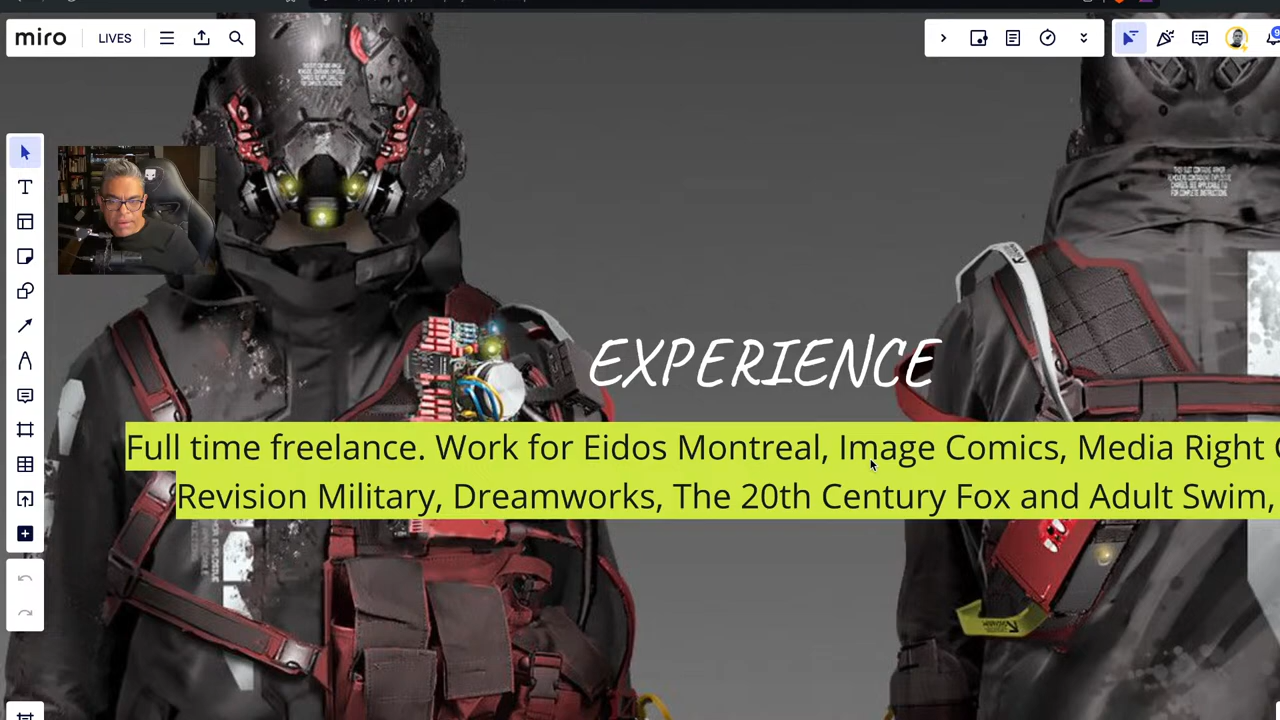 miro
LIVES
EXPERIENCE
Full time freelance. Work for Eidos Montreal, Image Comics, Media Right
Revision Military, Dreamworks, The 20th Century Fox and Adult Swim,